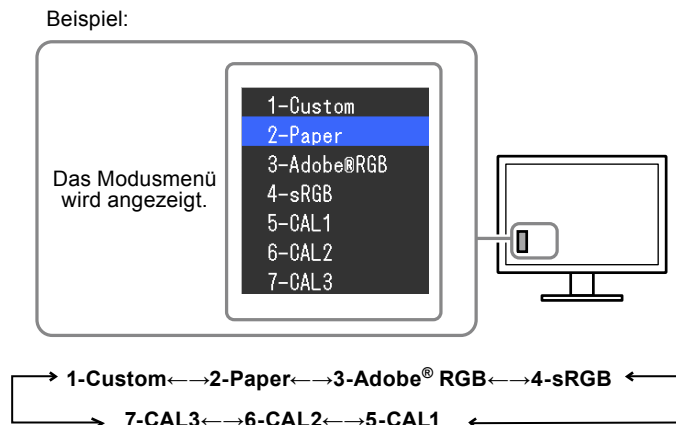 Beispiel:
Das Modusmenü
wird angezeigt.
1-Custom
2-Paper
3-Adobe®RGB
4-sRGB
5-CAL1
6-CAL2
7-CAL3
1-Custom←→2-Paper←→3-Adobe® RGB←→4-sRGB
7-CAL3←→6-CAL2←→5-CAL1